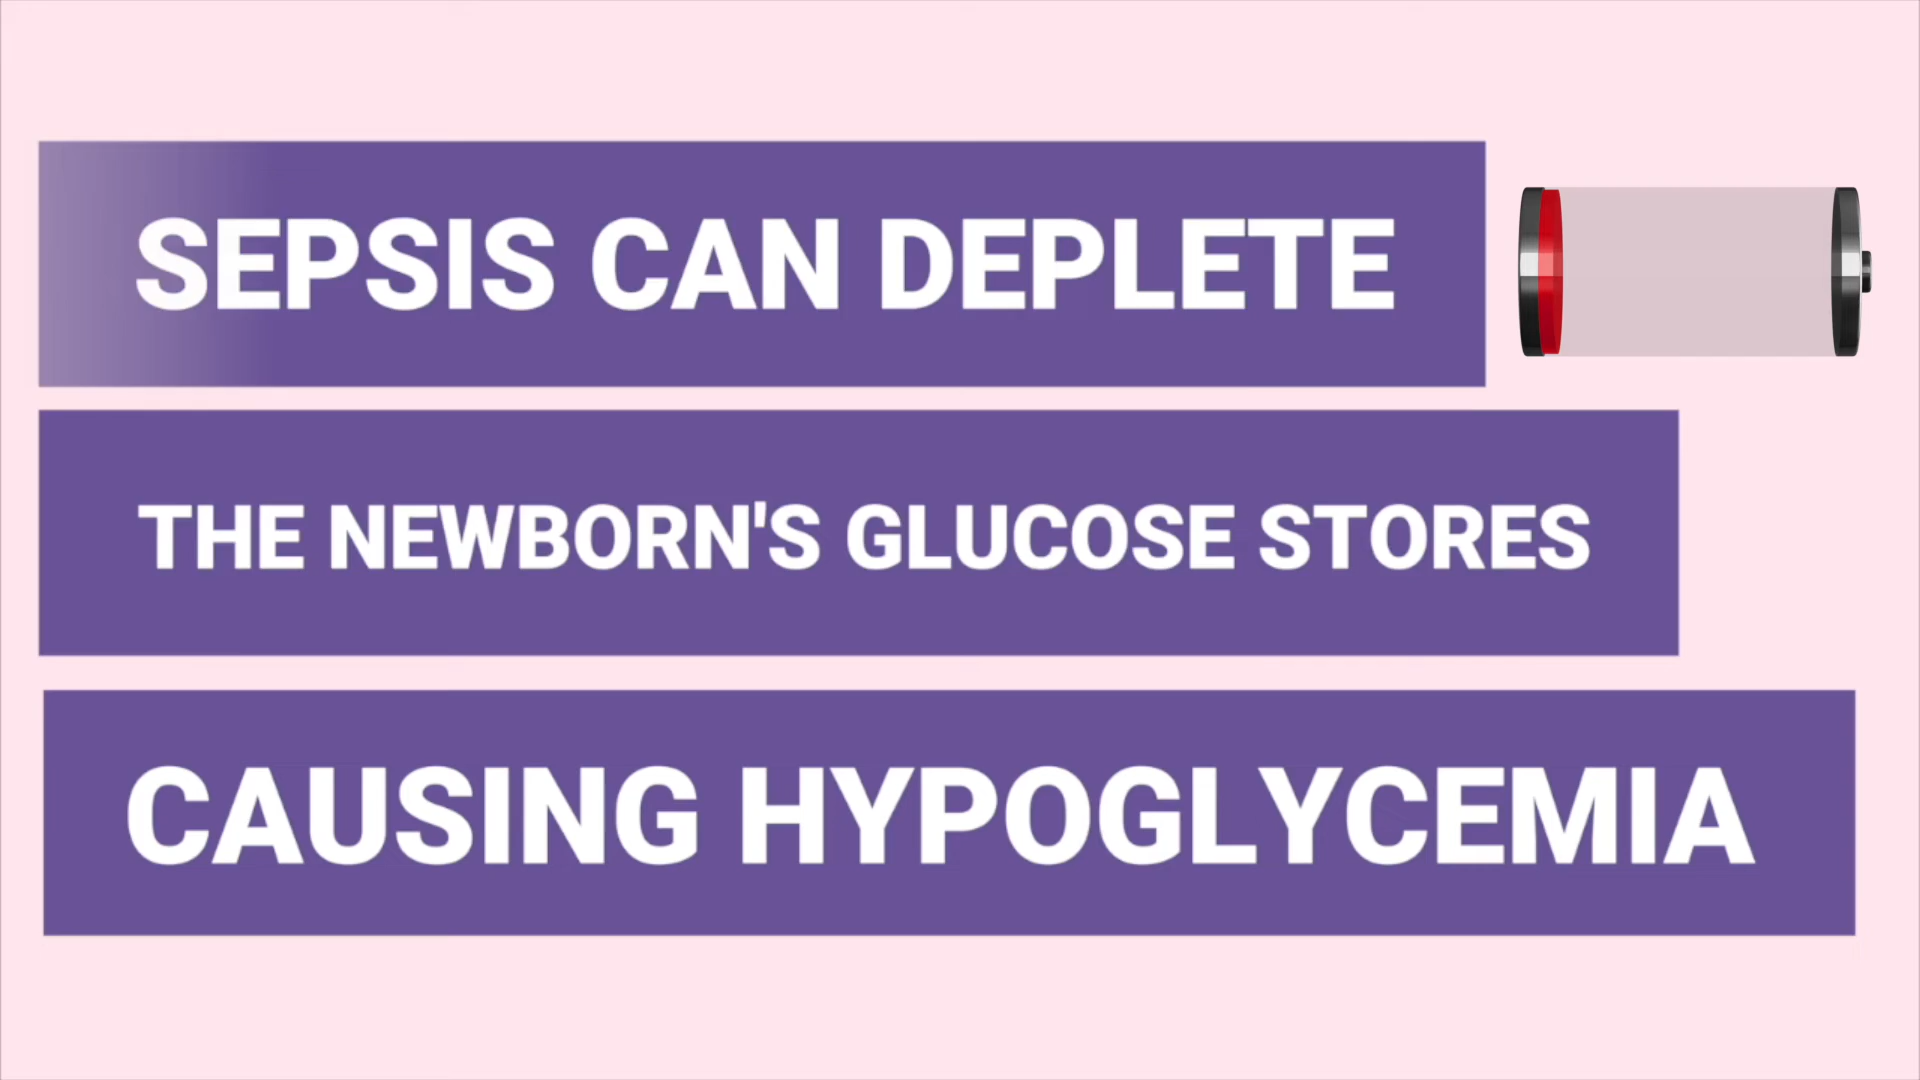 SEPSIS CAN DEPLETE
THE NEWBORN'S GLUCOSE STORES
CAUSING HYPOGLYCEMIA